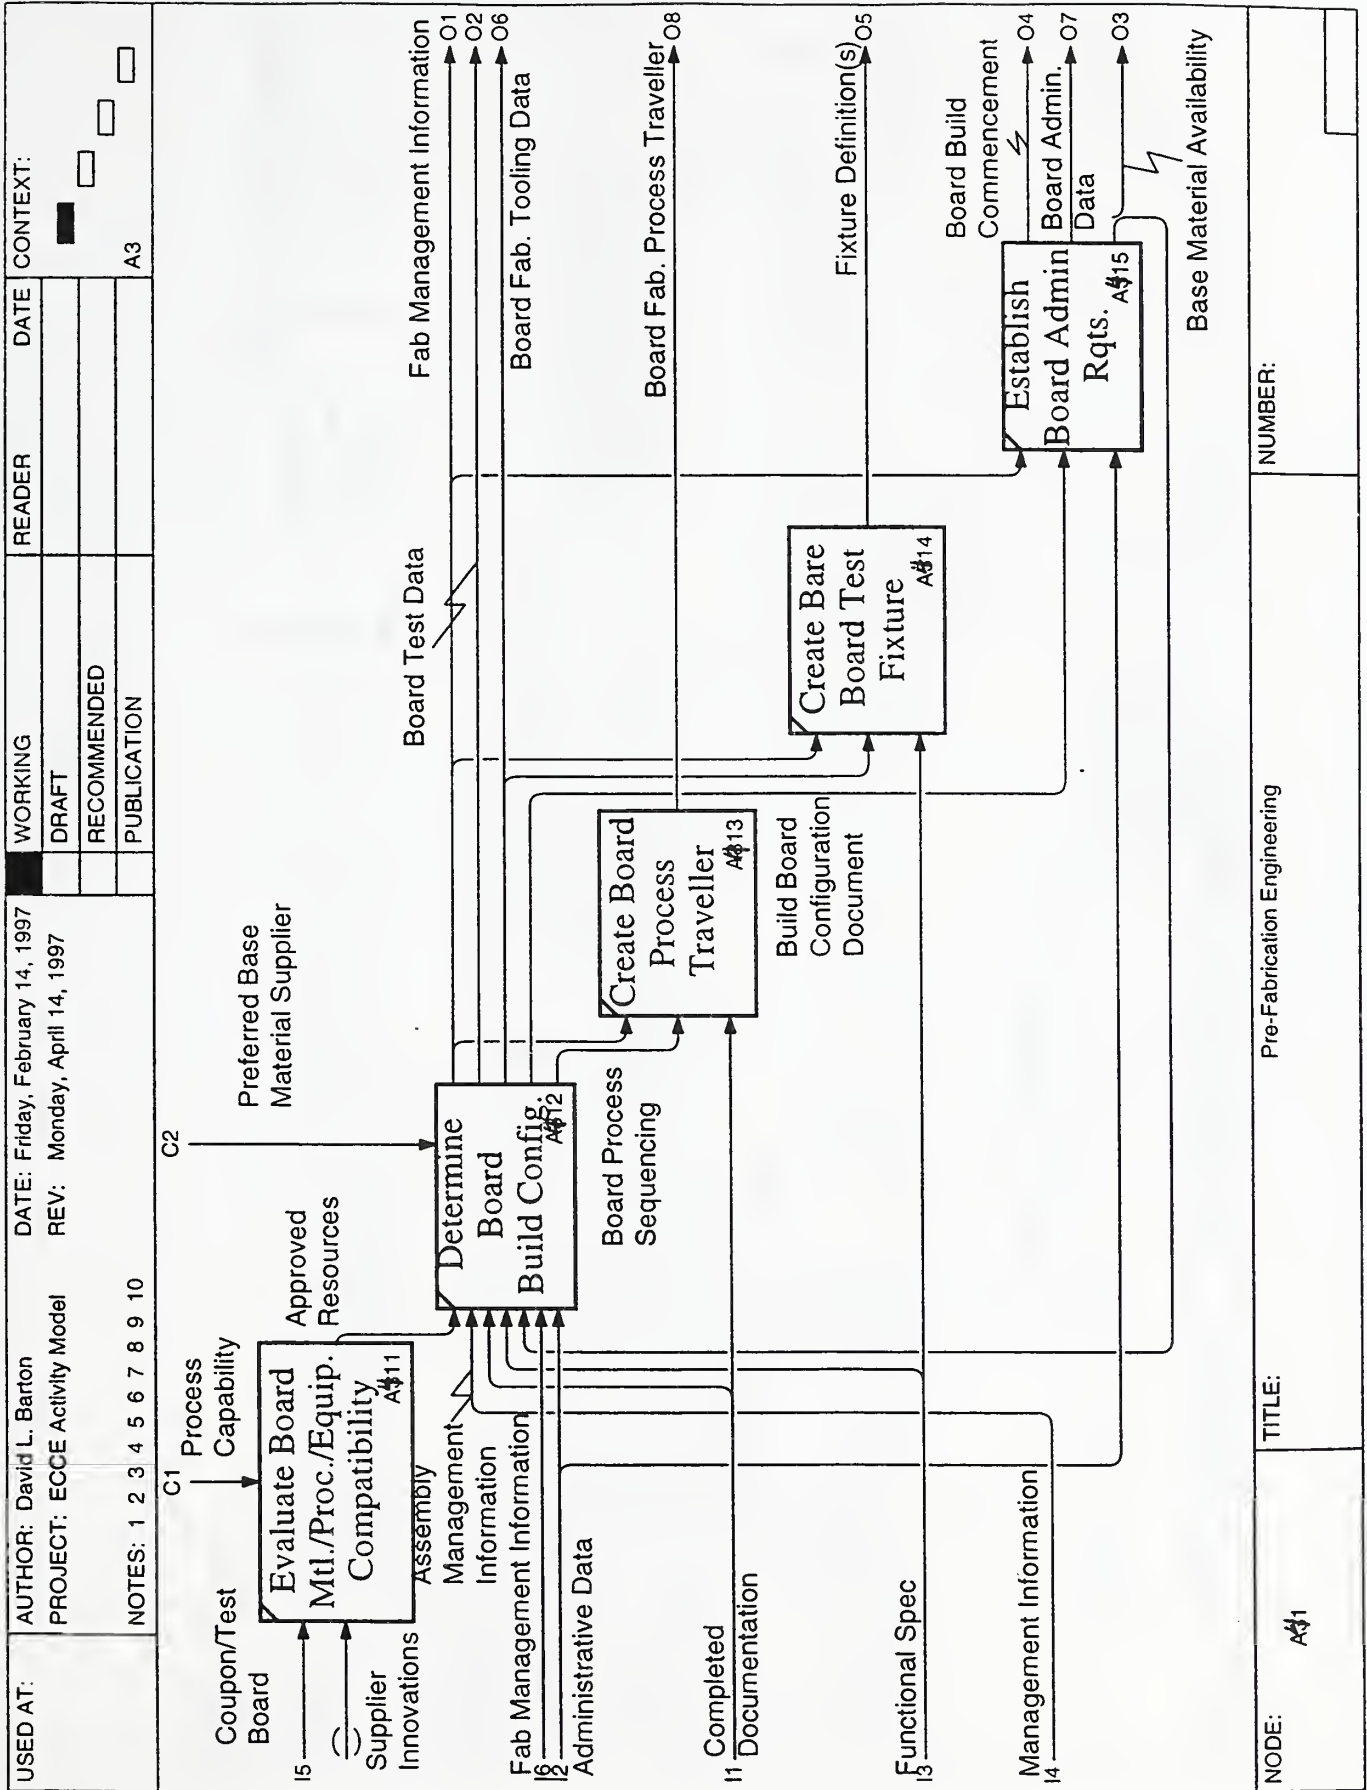 USED AT:
AUTHOR: David L. Barton
DATE: Friday, February 14, 1997
PROJECT: ECCE Activity Model
REV: Monday, April 14, 1997
NOTES: 1 2 3 4 5 6 7 8 9 10
WORKING
DRAFT
RECOMMENDED
PUBLICATION
READER
DATE
CONTEXT:
A3
C1
Process
Capability
C2
Preferred Base
Material Supplier
Coupon/Test
Board
I5
Supplier
Innovations
Evaluate Board
Mtl./Proc./Equip.
Compatibility
Approved
Resources
Assembly
Management
Information
Fab Management Information
I6
I2
Administrative Data
Determine
Board
Build Config.
Board Process
Sequencing
Completed
Documentation
I1
Create Board
Process
Traveller
Build Board
Configuration
Document
Functional Spec
I3
Create Bare
Board Test
Fixture
Management Information
I4
Establish
Board Admin
Rqts.
Board Test Data
Fab Management Information
O1
O2
O6
Board Fab. Tooling Data
Board Fab. Process Traveller
O8
Fixture Definition(s)
O5
Board Build
Commencement
O4
Board Admin.
Data
O7
O3
Base Material Availability
NODE:
TITLE:
Pre-Fabrication Engineering
NUMBER: